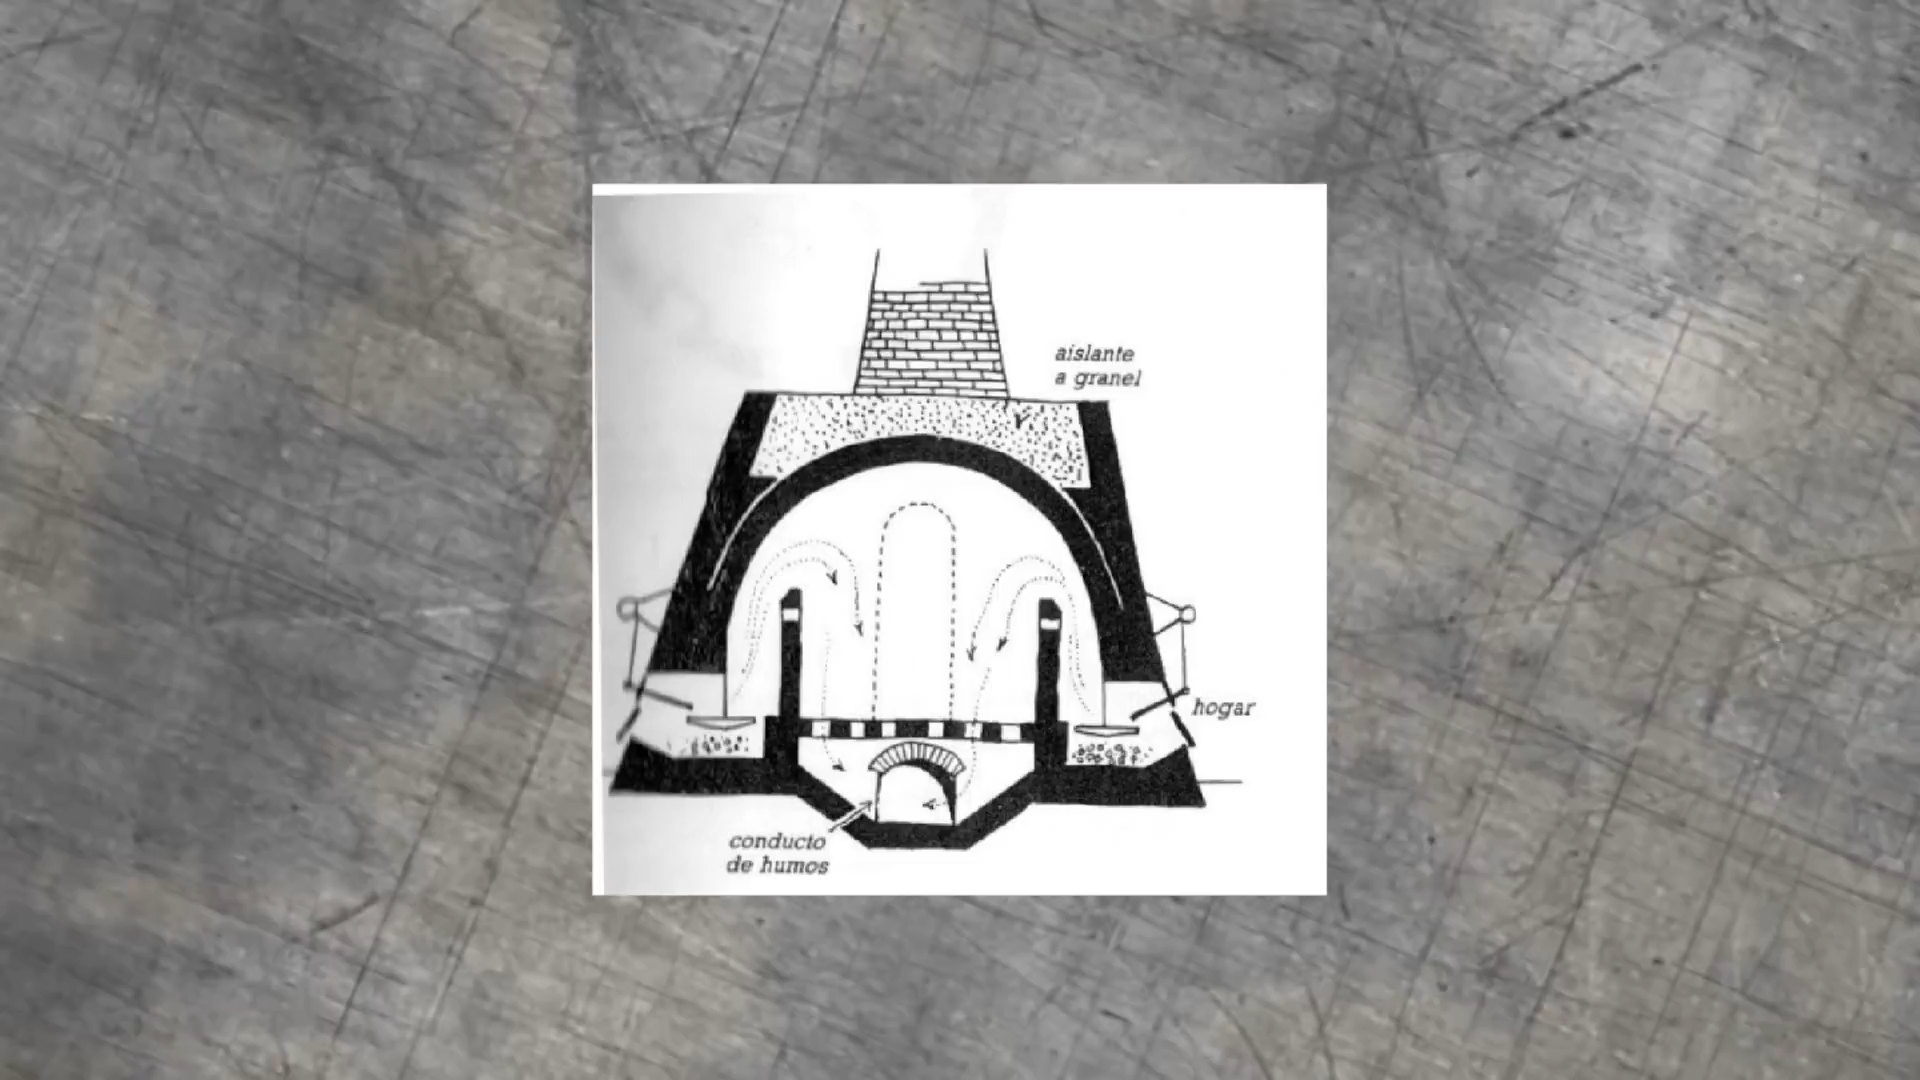 aislante
a granel
hogar
conducto
de humos